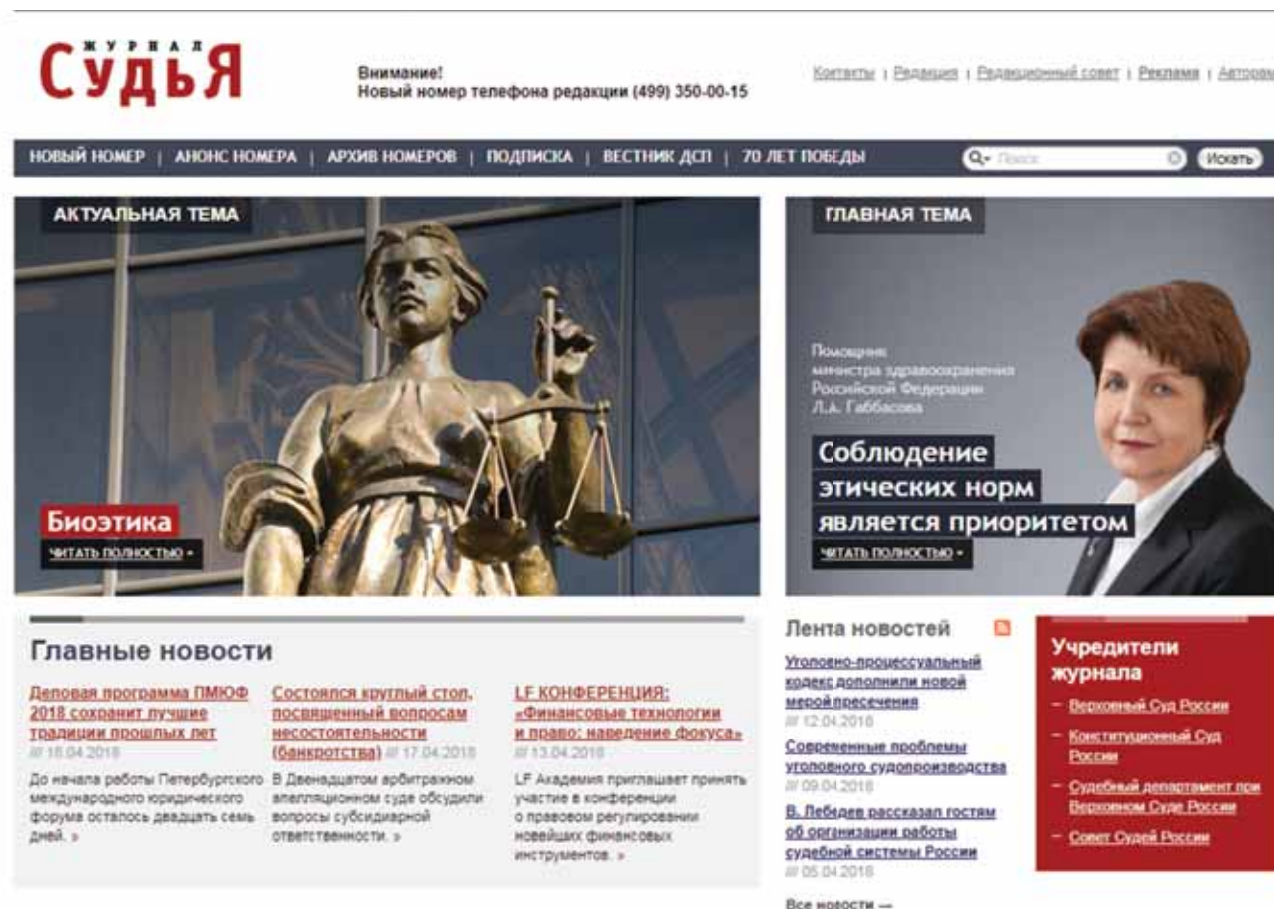 ЖУРНАЛ
СудьЯ
Внимание!
Новый номер телефона редакции (499) 350-00-15
Контакты | Редакция | Редакционный совет | Реклама | Авторам
НОВЫЙ НОМЕР | АНОНС НОМЕРА | АРХИВ НОМЕРОВ | ПОДПИСКА | ВЕСТНИК ДСП | 70 ЛЕТ ПОБЕДЫ
Поиск
Искать
АКТУАЛЬНАЯ ТЕМА
Биоэтика
ЧИТАТЬ ПОЛНОСТЬЮ
ГЛАВНАЯ ТЕМА
Помощник
министра здравоохранения
Российской Федерации
Л.А. Габбасова
Соблюдение
этических норм
является приоритетом
ЧИТАТЬ ПОЛНОСТЬЮ
Главные новости
Деловая программа ПМЮФ
2018 сохранит лучшие
традиции прошлых лет
/// 18.04.2018
До начала работы Петербургского
международного юридического
форума осталось двадцать семь
дней. »
Состоялся круглый стол,
посвященный вопросам
несостоятельности
(банкротства) /// 17.04.2018
В Двенадцатом арбитражном
апелляционном суде обсудили
вопросы субсидиарной
ответственности. »
LF КОНФЕРЕНЦИЯ:
«Финансовые технологии
и право: наведение фокуса»
/// 13.04.2018
LF Академия приглашает принять
участие в конференции
о правовом регулировании
новейших финансовых
инструментов. »
Лента новостей
Уголовно-процессуальный
кодекс дополнили новой
мерой пресечения
/// 12.04.2018
Современные проблемы
уголовного судопроизводства
/// 09.04.2018
В. Лебедев рассказал гостям
об организации работы
судебной системы России
/// 05.04.2018
Все новости —
Учредители
журнала
– Верховный Суд России
– Конституционный Суд
России
– Судебный департамент при
Верховном Суде России
– Совет Судей России